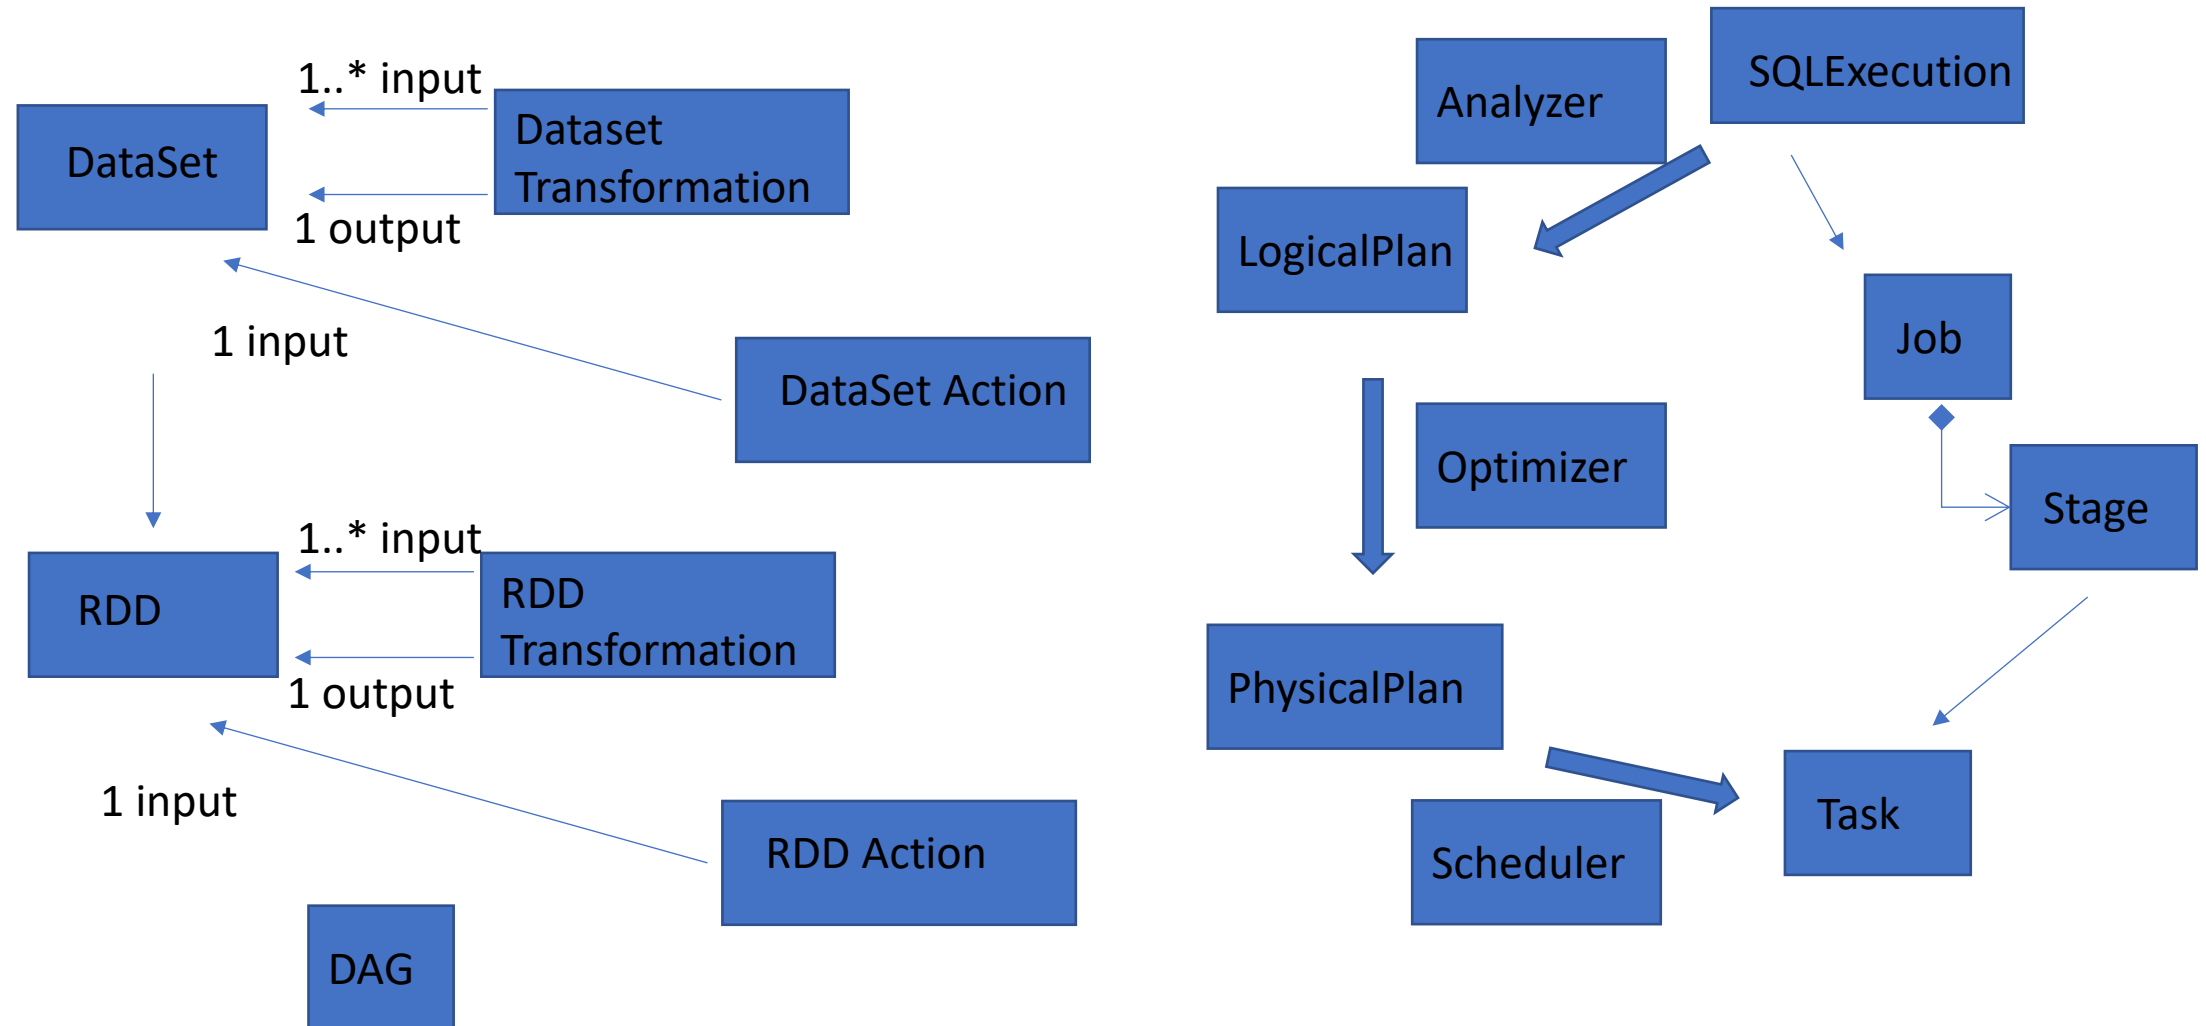 1..* input
DataSet
Dataset
Transformation
1 output
1 input
DataSet Action
1..* input
RDD
RDD
Transformation
1 output
1 input
RDD Action
DAG
SQLExecution
Analyzer
LogicalPlan
Job
Optimizer
Stage
PhysicalPlan
Task
Scheduler